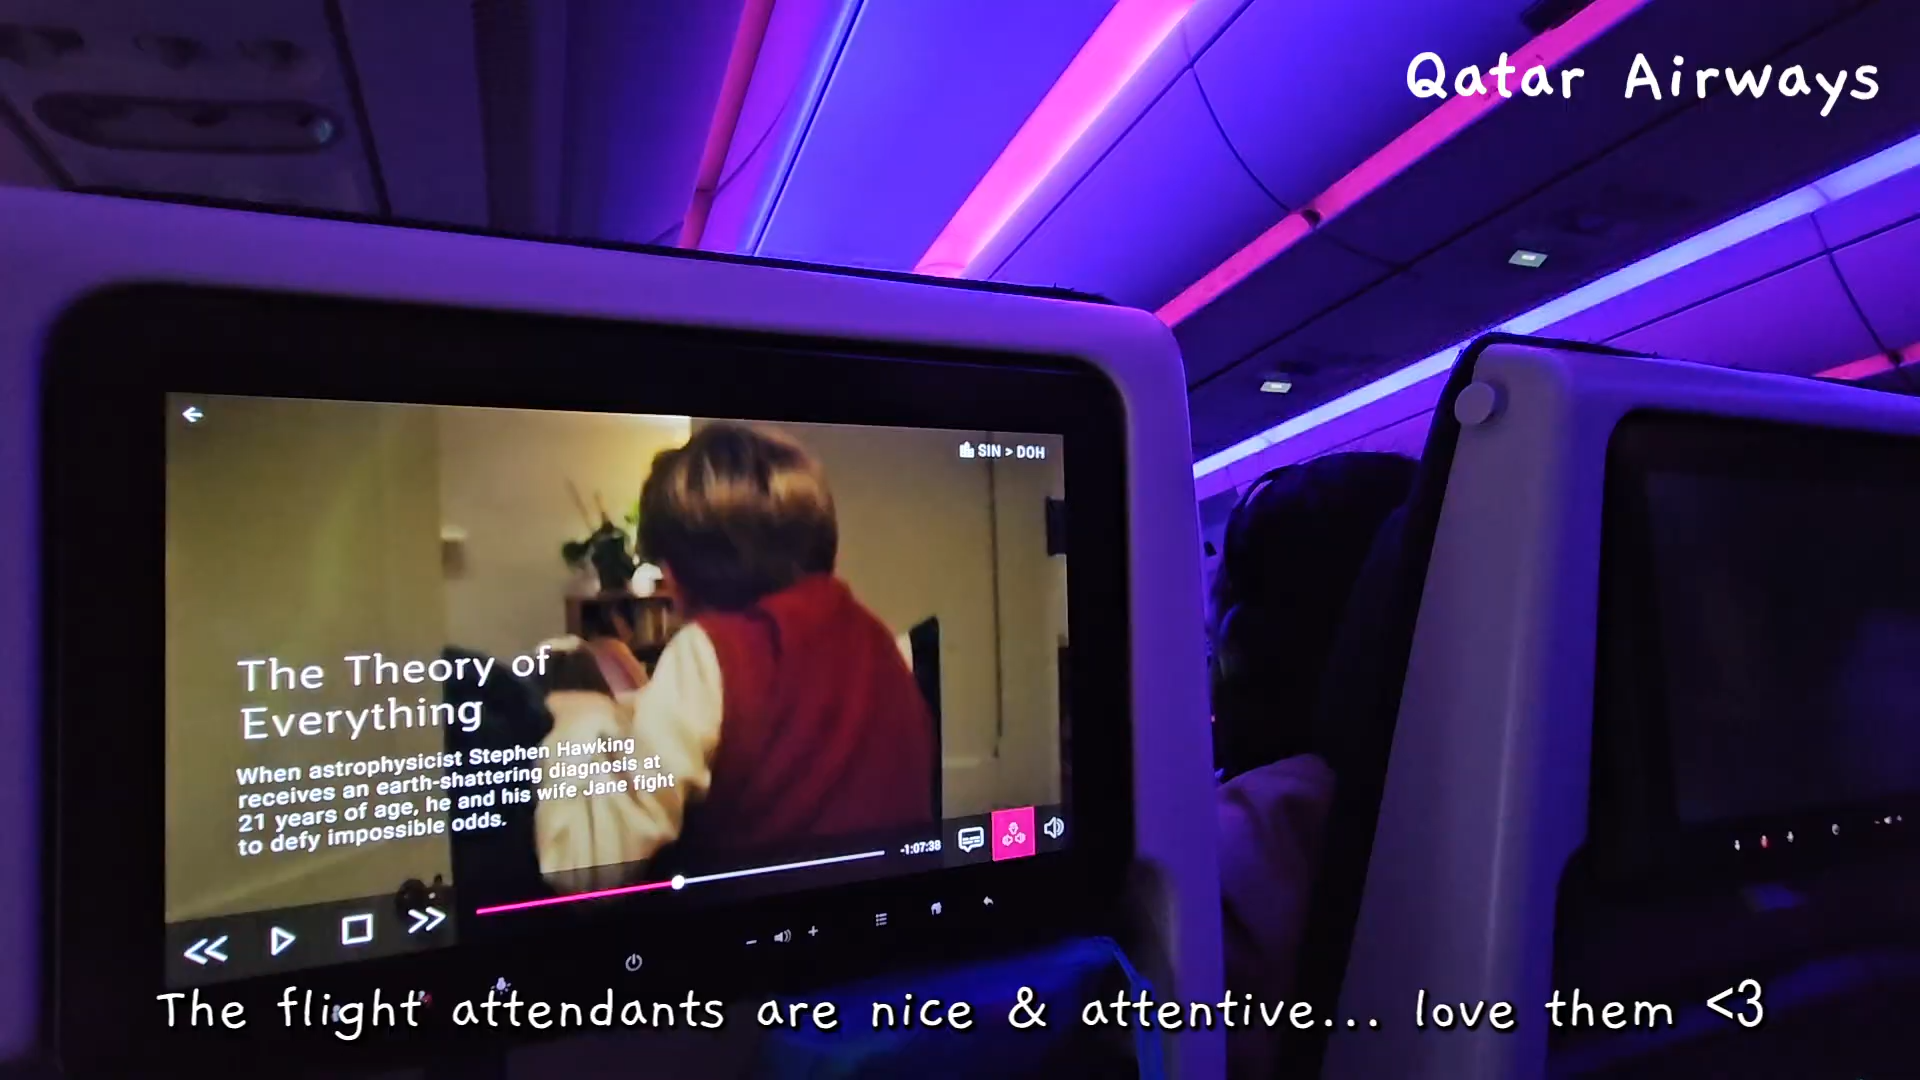 Qatar Airways
SIN > DOH
The Theory of
Everything
When astrophysicist Stephen Hawking
receives an earth-shattering diagnosis at
21 years of age, he and his wife Jane fight
to defy impossible odds.
-1:07:38
The flight attendants are nice & attentive... love them <3